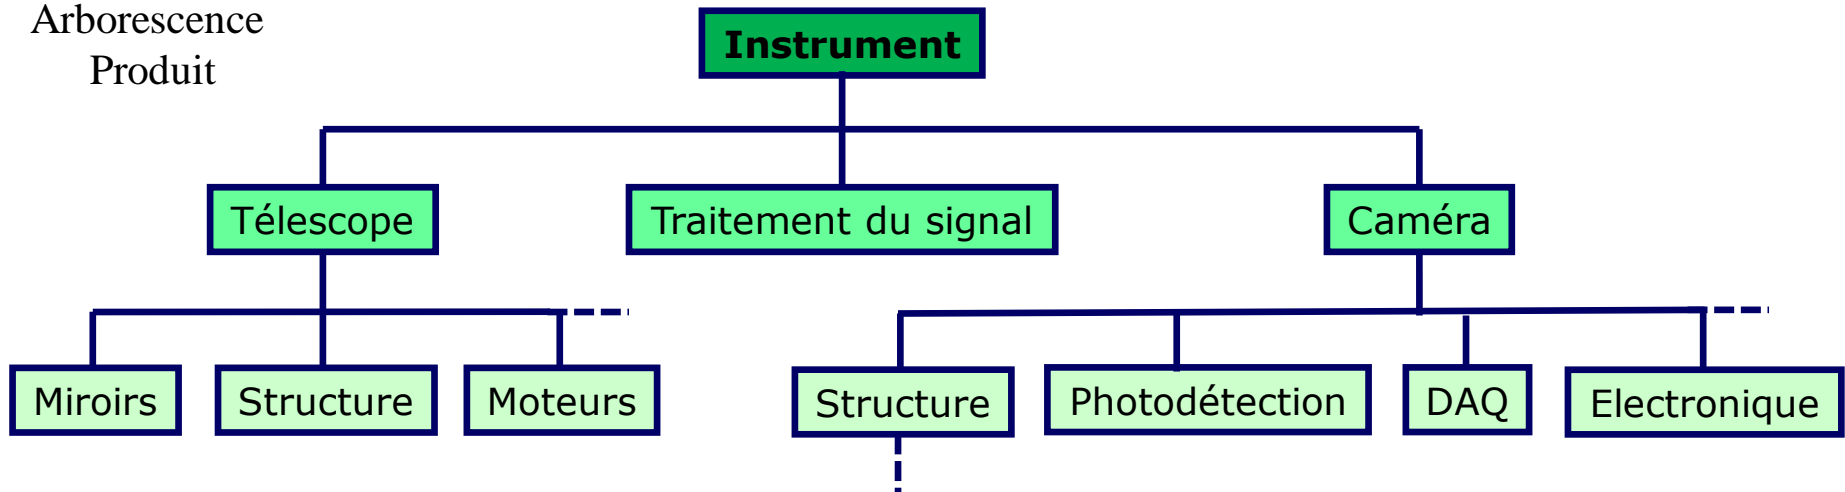 Arborescence
Produit
Instrument
Télescope
Traitement du signal
Caméra
Miroirs
Structure
Moteurs
Structure
Photodétection
DAQ
Electronique